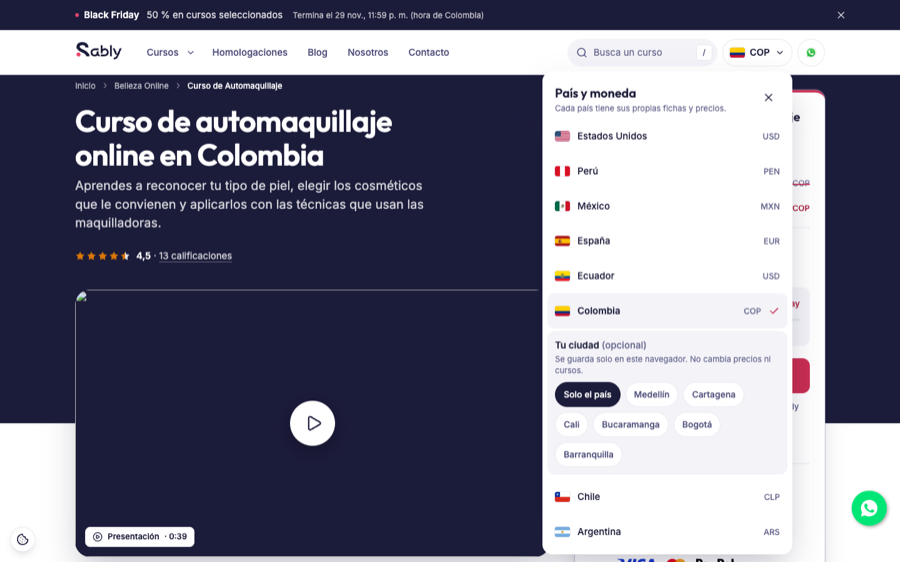 Black Friday 50 % en cursos seleccionados Termina el 29 nov., 11:59 p. m. (hora de Colombia)
Sably Cursos Homologaciones Blog Nosotros Contacto Busca un curso / COP
Inicio Belleza Online Curso de Automaquillaje
Curso de automaquillaje
online en Colombia
Aprendes a reconocer tu tipo de piel, elegir los cosméticos
que le convienen y aplicarlos con las técnicas que usan las
maquilladoras.
4,5 · 13 calificaciones
Presentación · 0:39
País y moneda
Cada país tiene sus propias fichas y precios.
Estados Unidos USD
Perú PEN
México MXN
España EUR
Ecuador USD
Colombia COP
Tu ciudad (opcional)
Se guarda solo en este navegador. No cambia precios ni
cursos.
Solo el país Medellín Cartagena
Cali Bucaramanga Bogotá
Barranquilla
Chile CLP
Argentina ARS
COP
COP